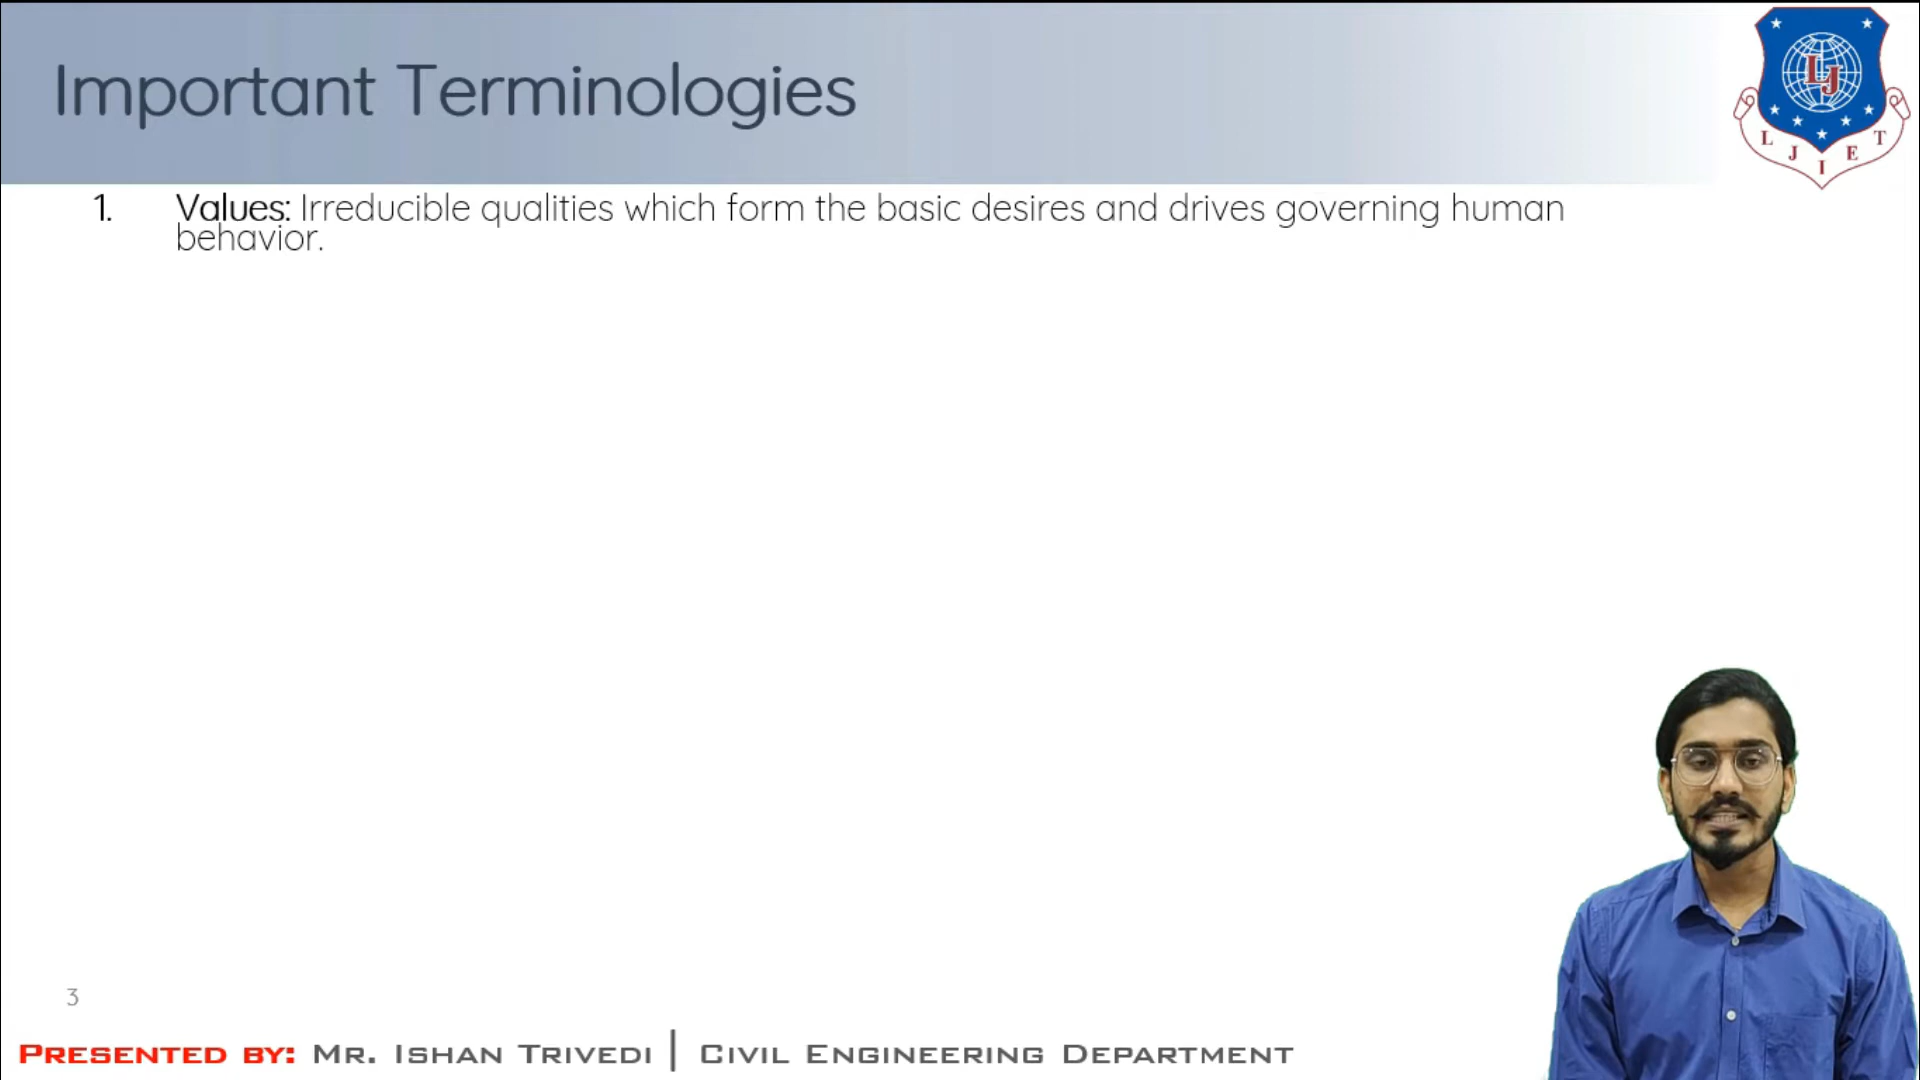 Important Terminologies
LJ
L J I E T
1. Values: Irreducible qualities which form the basic desires and drives governing human
behavior.
3
PRESENTED BY: MR. ISHAN TRIVEDI | CIVIL ENGINEERING DEPARTMENT